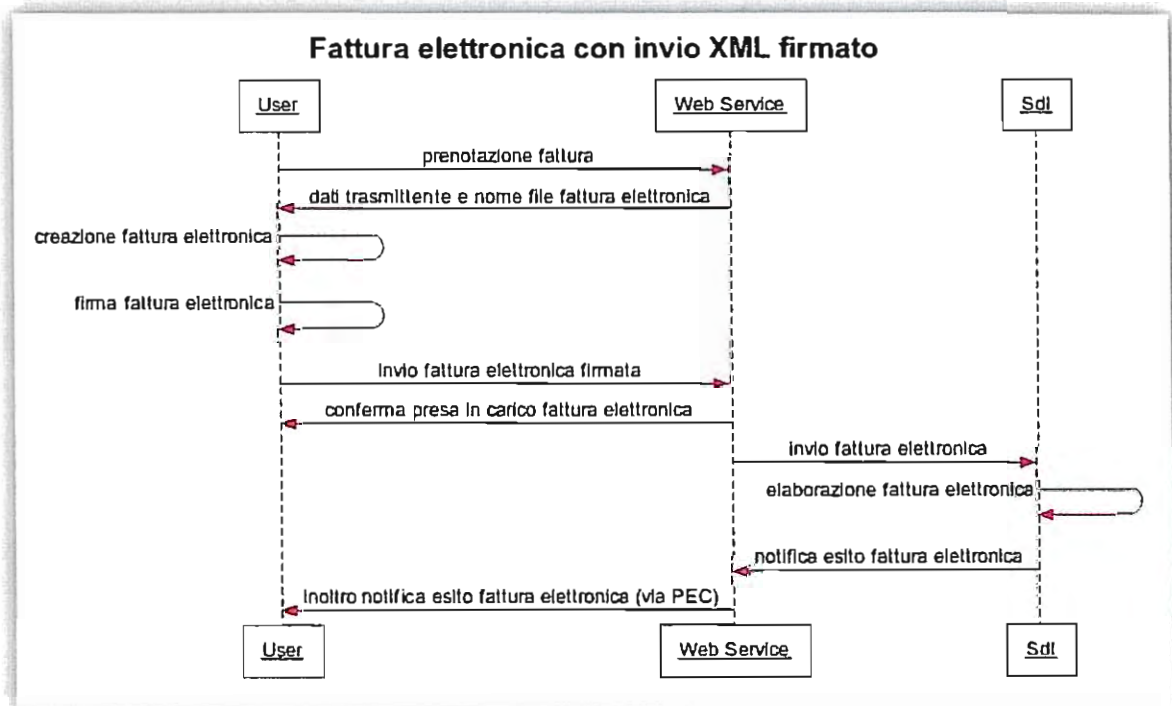 Fattura elettronica con invio XML firmato
User
Web Service
SdI
prenotazione fattura
dati trasmittente e nome file fattura elettronica
creazione fattura elettronica
firma fattura elettronica
invio fattura elettronica firmata
conferma presa in carico fattura elettronica
invio fattura elettronica
elaborazione fattura elettronica
notifica esito fattura elettronica
inoltro notifica esito fattura elettronica (via PEC)
User
Web Service
SdI